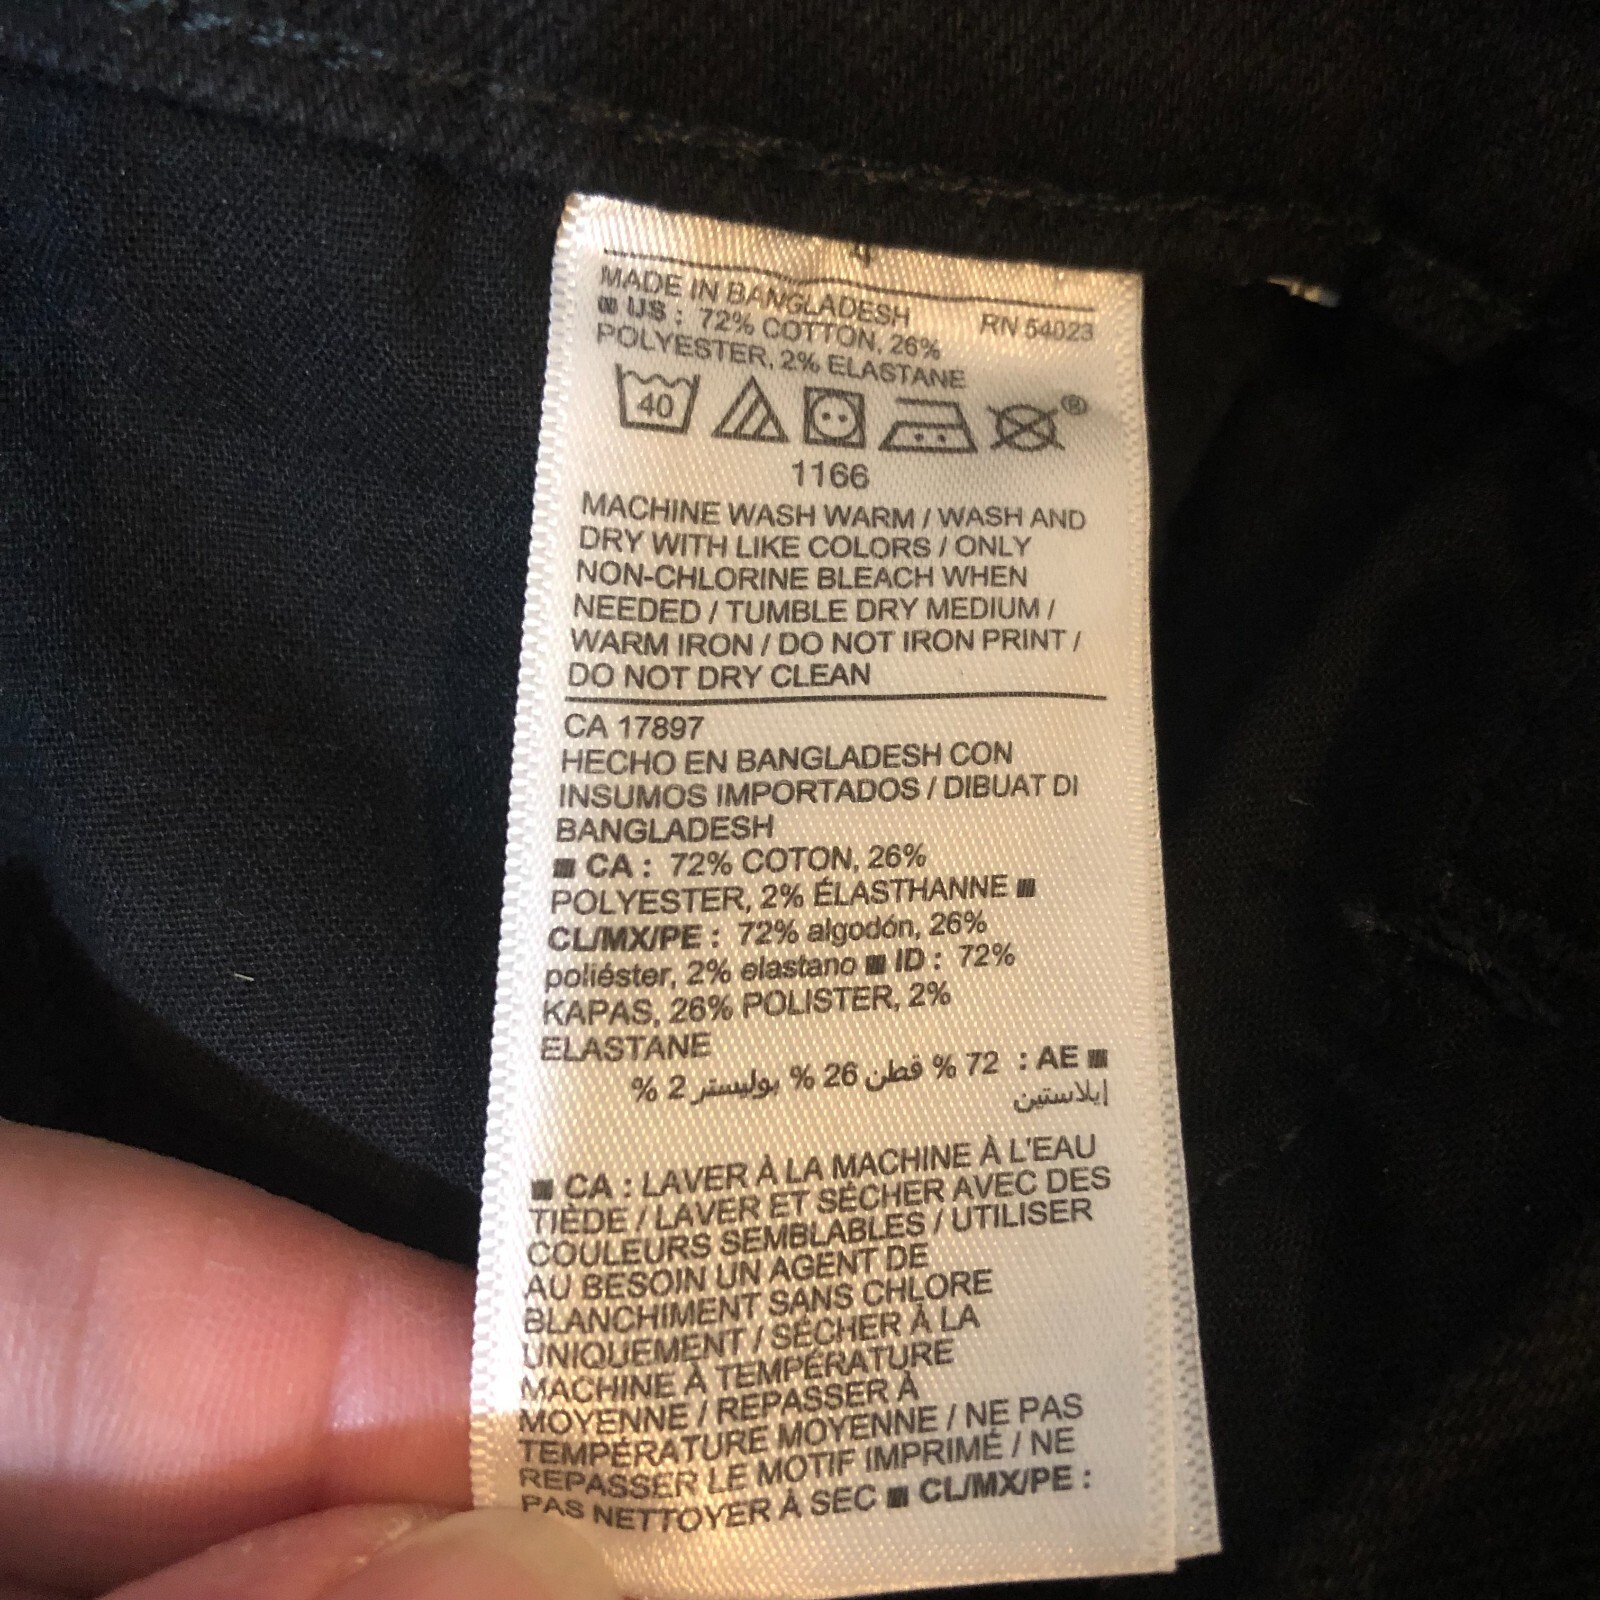 4
MADE IN BANGLADESH RN 54023
US : 72% COTTON, 26%
POLYESTER, 2% ELASTANE
40 ®
1166
MACHINE WASH WARM / WASH AND
DRY WITH LIKE COLORS / ONLY
NON-CHLORINE BLEACH WHEN
NEEDED / TUMBLE DRY MEDIUM /
WARM IRON / DO NOT IRON PRINT /
DO NOT DRY CLEAN
CA 17897
HECHO EN BANGLADESH CON
INSUMOS IMPORTADOS / DIBUAT DI
BANGLADESH
CA : 72% COTON, 26%
POLYESTER, 2% ÉLASTHANNE
CL/MX/PE : 72% algodón, 26%
poliéster, 2% elastano ID : 72%
KAPAS, 26% POLISTER, 2%
ELASTANE
AE : 72 % قطن 26 % بوليستر 2 %
إيلاستين
CA : LAVER À LA MACHINE À L'EAU
TIÈDE / LAVER ET SÉCHER AVEC DES
COULEURS SEMBLABLES / UTILISER
AU BESOIN UN AGENT DE
BLANCHIMENT SANS CHLORE
UNIQUEMENT / SÉCHER À LA
MACHINE À TEMPÉRATURE
MOYENNE / REPASSER À
TEMPÉRATURE MOYENNE / NE PAS
REPASSER LE MOTIF IMPRIMÉ / NE
PAS NETTOYER À SEC CL/MX/PE :